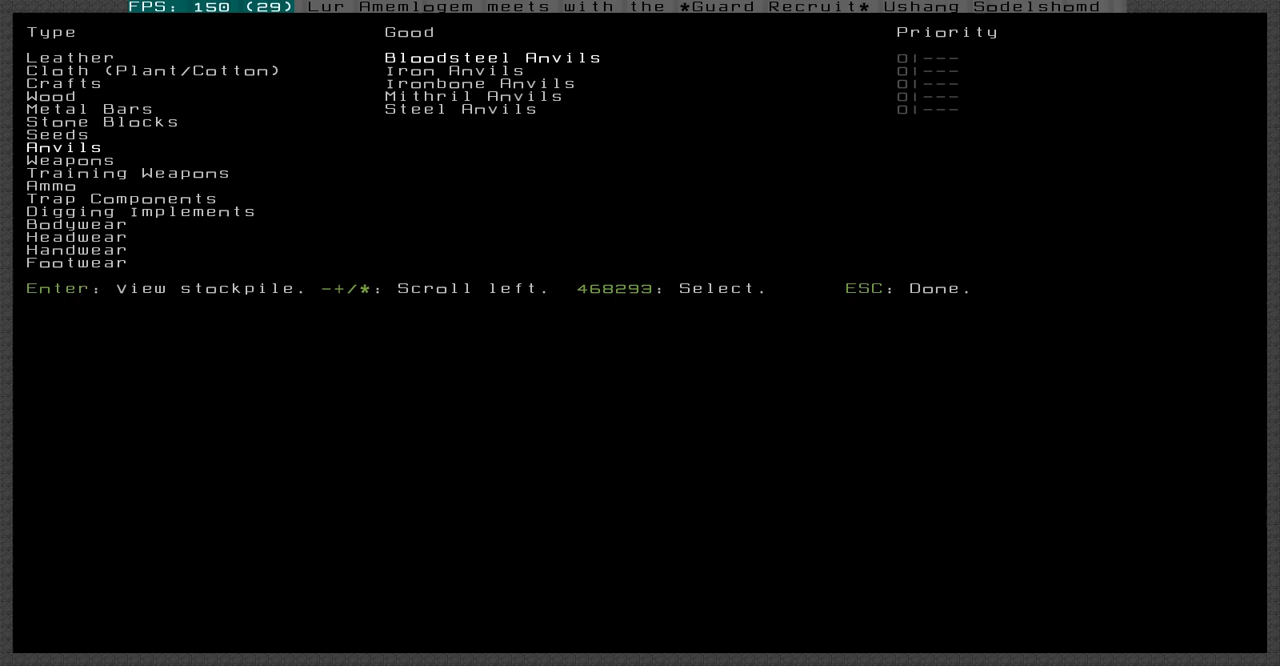 FPS: 150 (29) Lur Amemlogem meets with the *Guard Recruit* Ushang Sodelshomd
Type Good Priority
Leather Bloodsteel Anvils O|---
Cloth (Plant/Cotton) Iron Anvils O|---
Crafts Ironbone Anvils O|---
Wood Mithril Anvils O|---
Metal Bars Steel Anvils O|---
Stone Blocks
Seeds
Anvils
Weapons
Training Weapons
Ammo
Trap Components
Digging Implements
Bodywear
Headwear
Handwear
Footwear
Enter: View stockpile. -+/*: Scroll left. 468293: Select. ESC: Done.